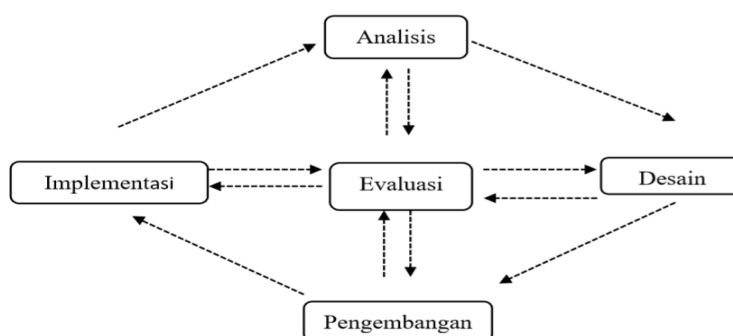 Analisis
Implementasi
Evaluasi
Desain
Pengembangan